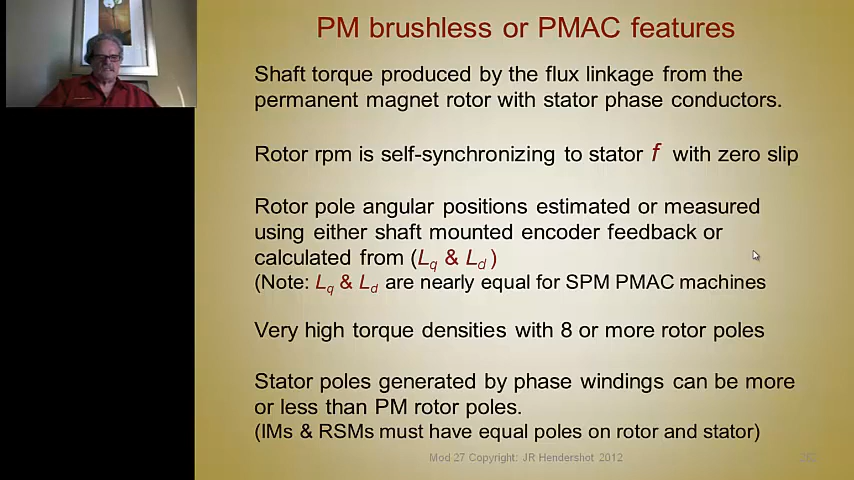 PM brushless or PMAC features
Shaft torque produced by the flux linkage from the
permanent magnet rotor with stator phase conductors.
Rotor rpm is self-synchronizing to stator f with zero slip
Rotor pole angular positions estimated or measured
using either shaft mounted encoder feedback or
calculated from (Lq & Ld)
(Note: Lq & Ld are nearly equal for SPM PMAC machines
Very high torque densities with 8 or more rotor poles
Stator poles generated by phase windings can be more
or less than PM rotor poles.
(IMs & RSMs must have equal poles on rotor and stator)
Mod 27 Copyright: JR Hendershot 2012